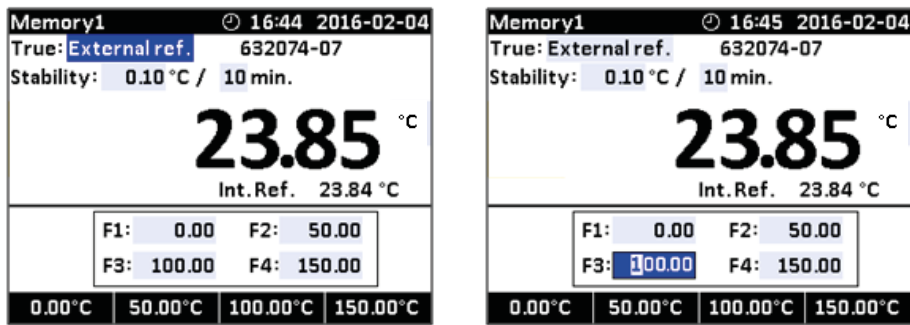 Memory1 16:44 2016-02-04
True: External ref. 632074-07
Stability: 0.10 °C / 10 min.
23.85 °C
Int. Ref. 23.84 °C
F1: 0.00 F2: 50.00
F3: 100.00 F4: 150.00
0.00°C 50.00°C 100.00°C 150.00°C
Memory1 16:45 2016-02-04
True: External ref. 632074-07
Stability: 0.10 °C / 10 min.
23.85 °C
Int. Ref. 23.84 °C
F1: 0.00 F2: 50.00
F3: 100.00 F4: 150.00
0.00°C 50.00°C 100.00°C 150.00°C